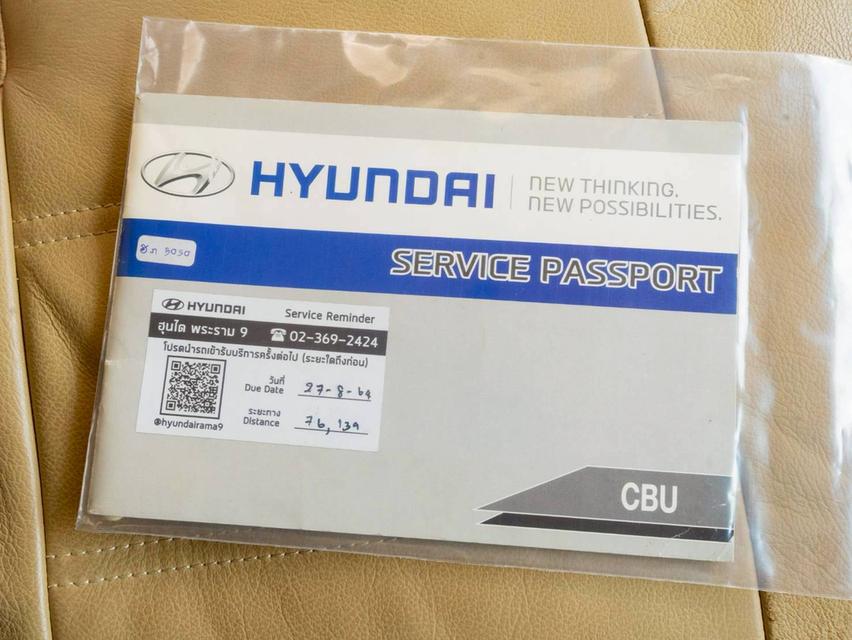 HYUNDAI
NEW THINKING.
NEW POSSIBILITIES.
5050
SERVICE PASSPORT
HYUNDAI Service Reminder
ฮุนได พระราม 9 ☎ 02-369-2424
โปรดนำรถเข้ารับบริการครั้งต่อไป (ระยะใดถึงก่อน)
วันที่
Due Date 27-8-64
ระยะทาง
Distance 76,139
@hyundairama9
CBU